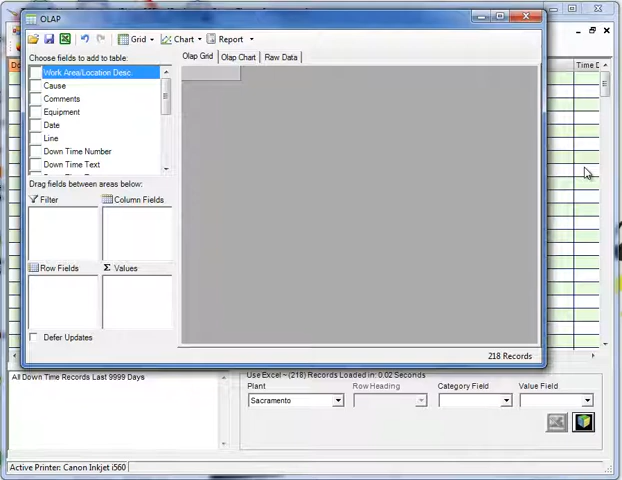 OLAP
Grid Chart Report
Choose fields to add to table:
Work Area/Location Desc.
Cause
Comments
Equipment
Date
Line
Down Time Number
Down Time Text
Drag fields between areas below:
Filter Column Fields
Row Fields Σ Values
Defer Updates
Olap Grid Olap Chart Raw Data
218 Records
All Down Time Records Last 9999 Days
Use Excel ~ (218) Records Loaded in: 0.02 Seconds
Plant Row Heading Category Field Value Field
Sacramento
Active Printer: Canon Inkjet i560